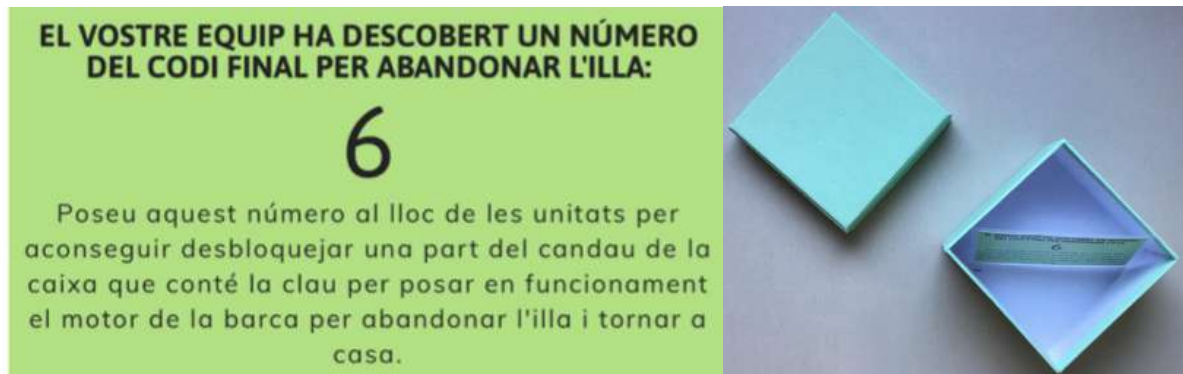 EL VOSTRE EQUIP HA DESCOBERT UN NÚMERO
DEL CODI FINAL PER ABANDONAR L'ILLA:
6
Poseu aquest número al lloc de les unitats per
aconseguir desbloquejar una part del candau de la
caixa que conté la clau per posar en funcionament
el motor de la barca per abandonar l'illa i tornar a
casa.
6